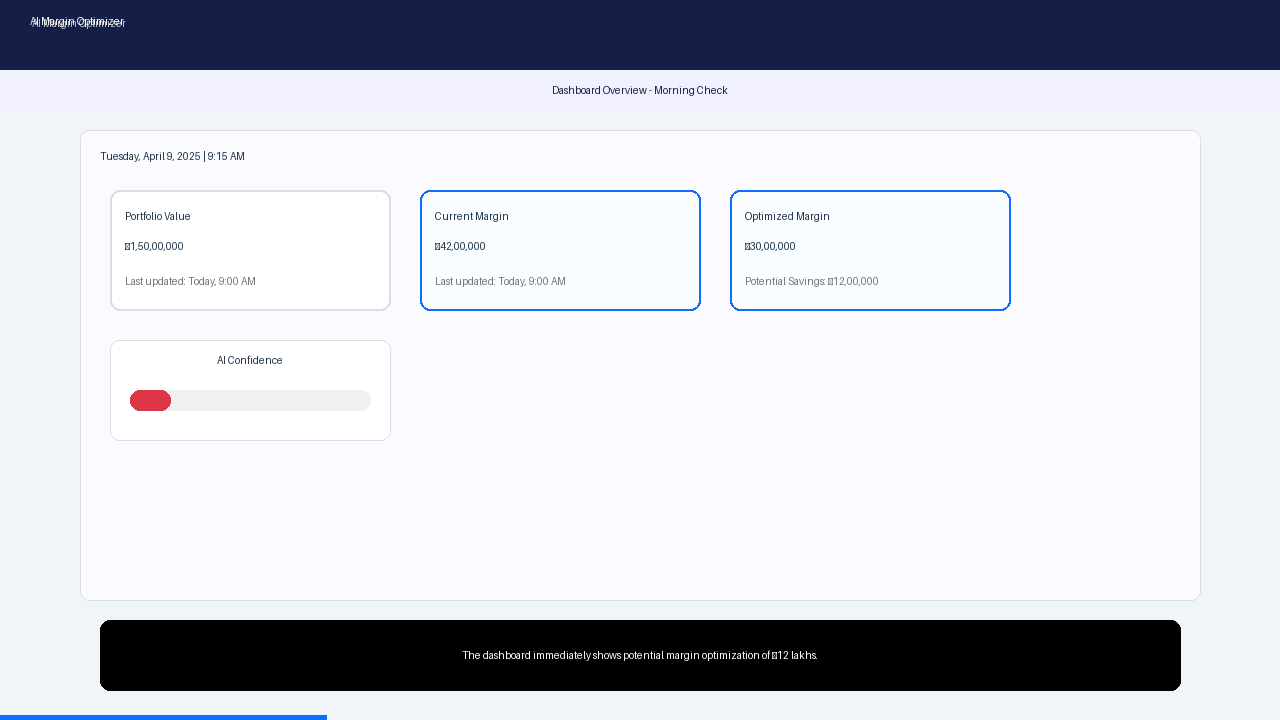 AI Margin Optimizer
Dashboard Overview - Morning Check
Tuesday, April 9, 2025 | 9:15 AM
Portfolio Value
1,50,00,000
Last updated: Today, 9:00 AM
Current Margin
42,00,000
Last updated: Today, 9:00 AM
Optimized Margin
30,00,000
Potential Savings: 12,00,000
AI Confidence
The dashboard immediately shows potential margin optimization of 12 lakhs.